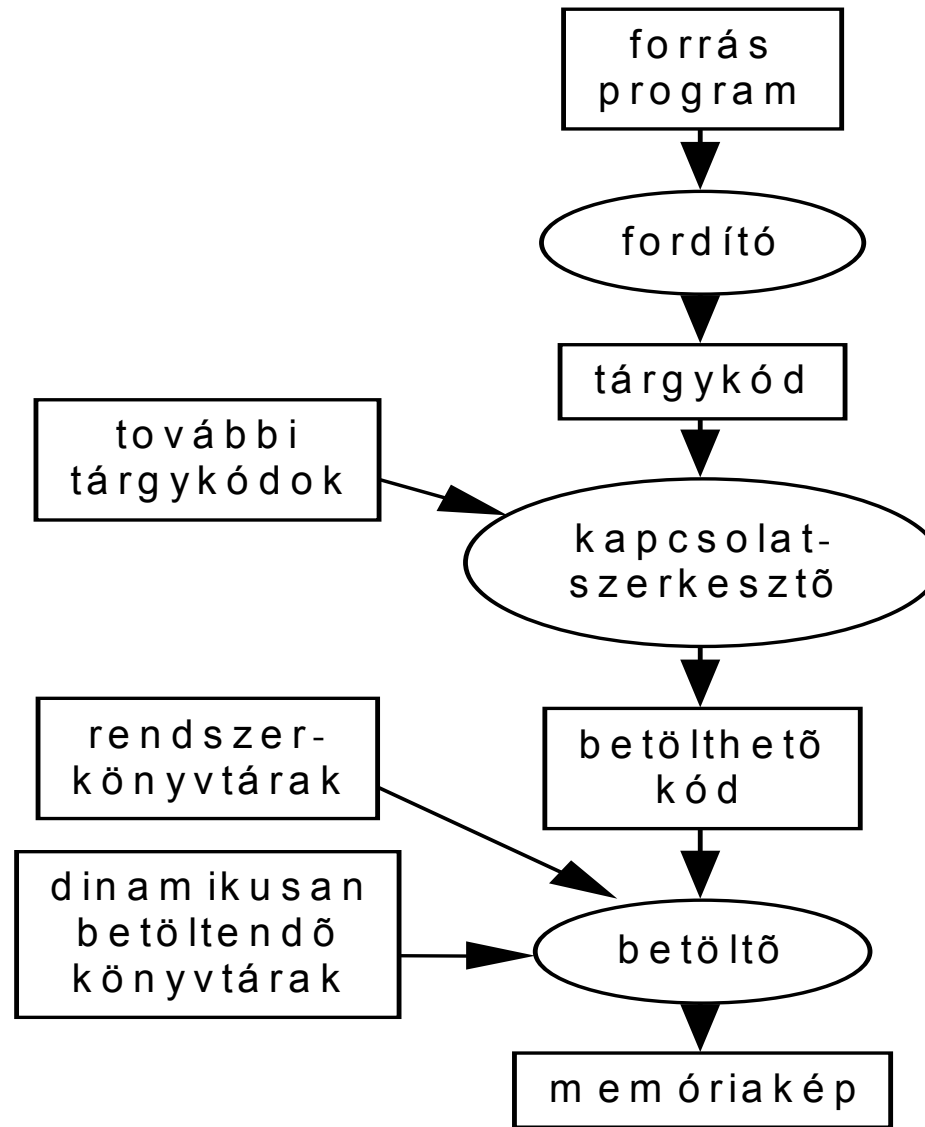 forrás
program
fordító
tárgykód
további
tárgykódok
kapcsolat-
szerkesztõ
rendszer-
könyvtárak
betölthetõ
kód
dinamikusan
betöltendõ
könyvtárak
betöltõ
memóriakép